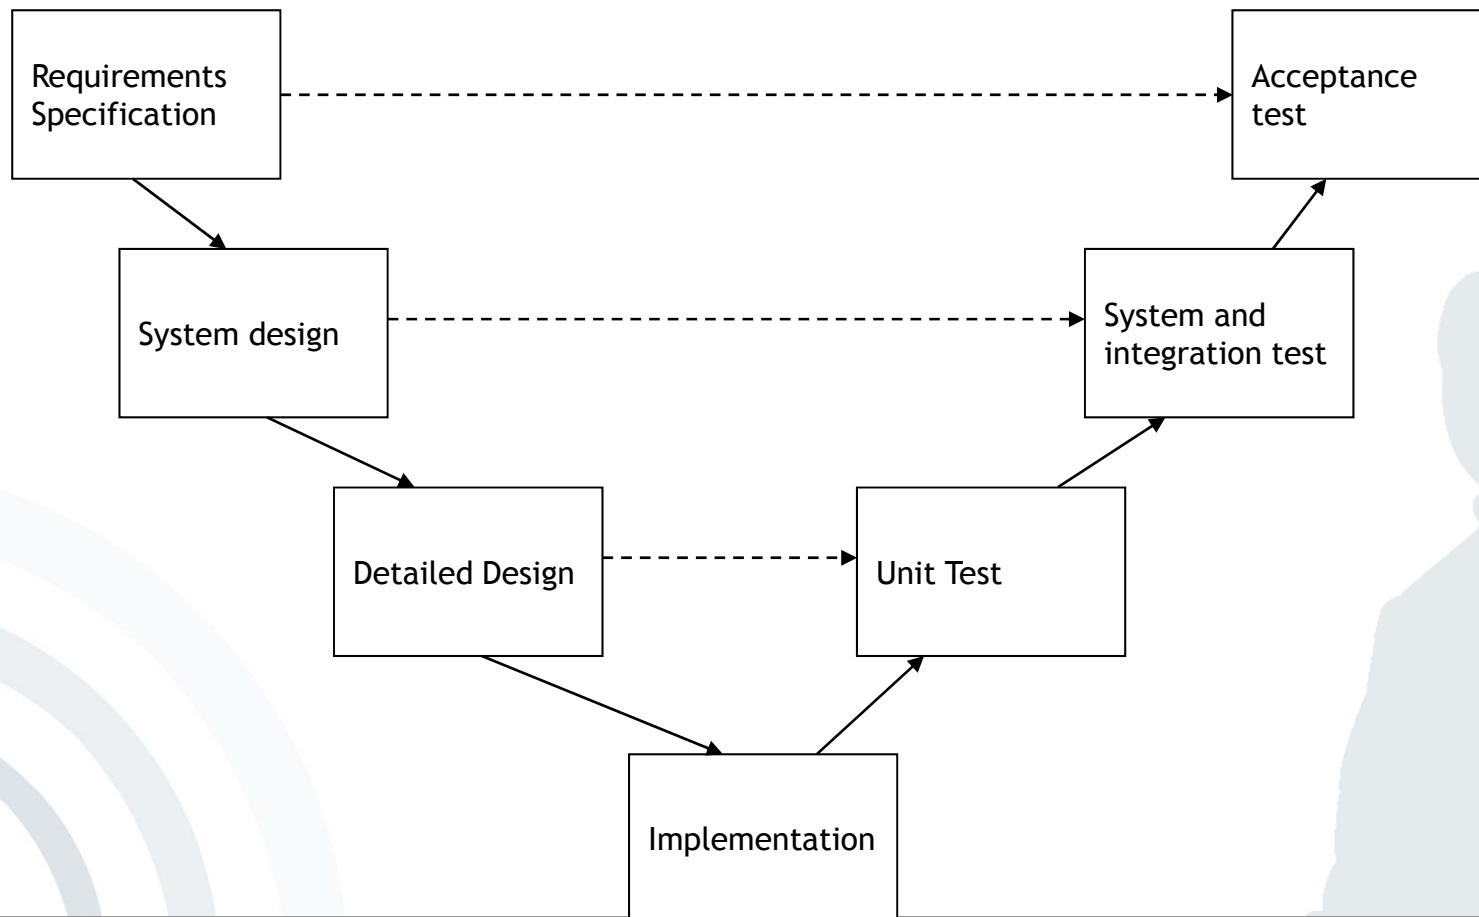 Requirements
Specification
Acceptance
test
System design
System and
integration test
Detailed Design
Unit Test
Implementation